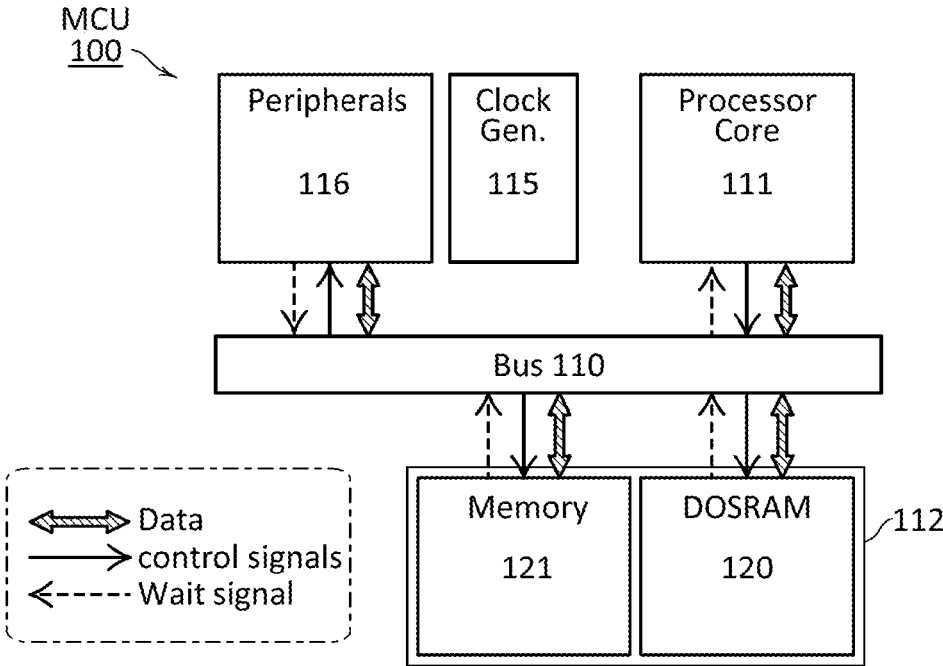 MCU
100
Peripherals
116
Clock
Gen.
115
Processor
Core
111
Bus 110
Memory
121
DOSRAM
120
112
Data
control signals
Wait signal